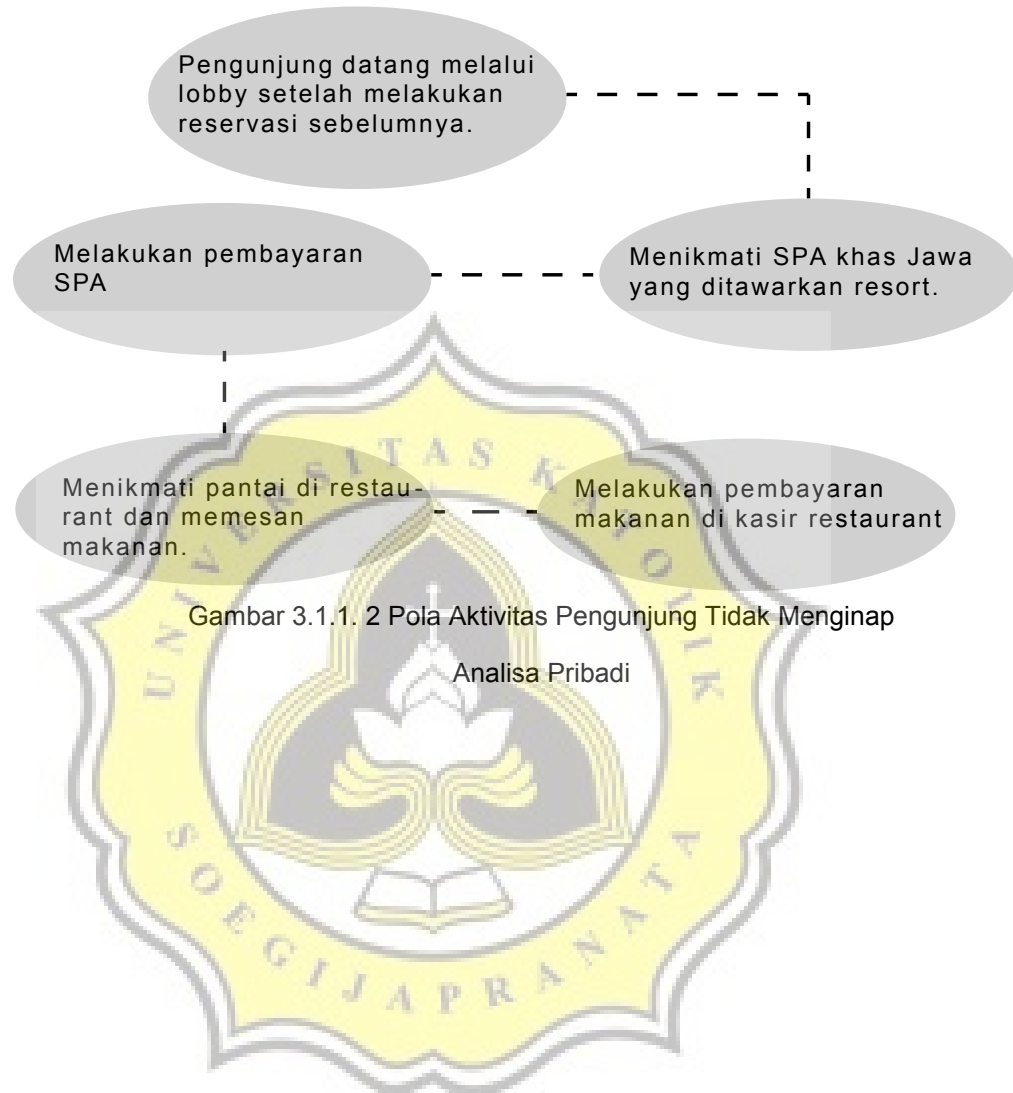 Pengunjung datang melalui
lobby setelah melakukan
reservasi sebelumnya.
Menikmati SPA khas Jawa
yang ditawarkan resort.
Melakukan pembayaran
SPA
Menikmati pantai di restau-
rant dan memesan
makanan.
Melakukan pembayaran
makanan di kasir restaurant
Gambar 3.1.1. 2 Pola Aktivitas Pengunjung Tidak Menginap
Analisa Pribadi
UNIVERSITAS KATOLIK
SOEGIJAPRANATA